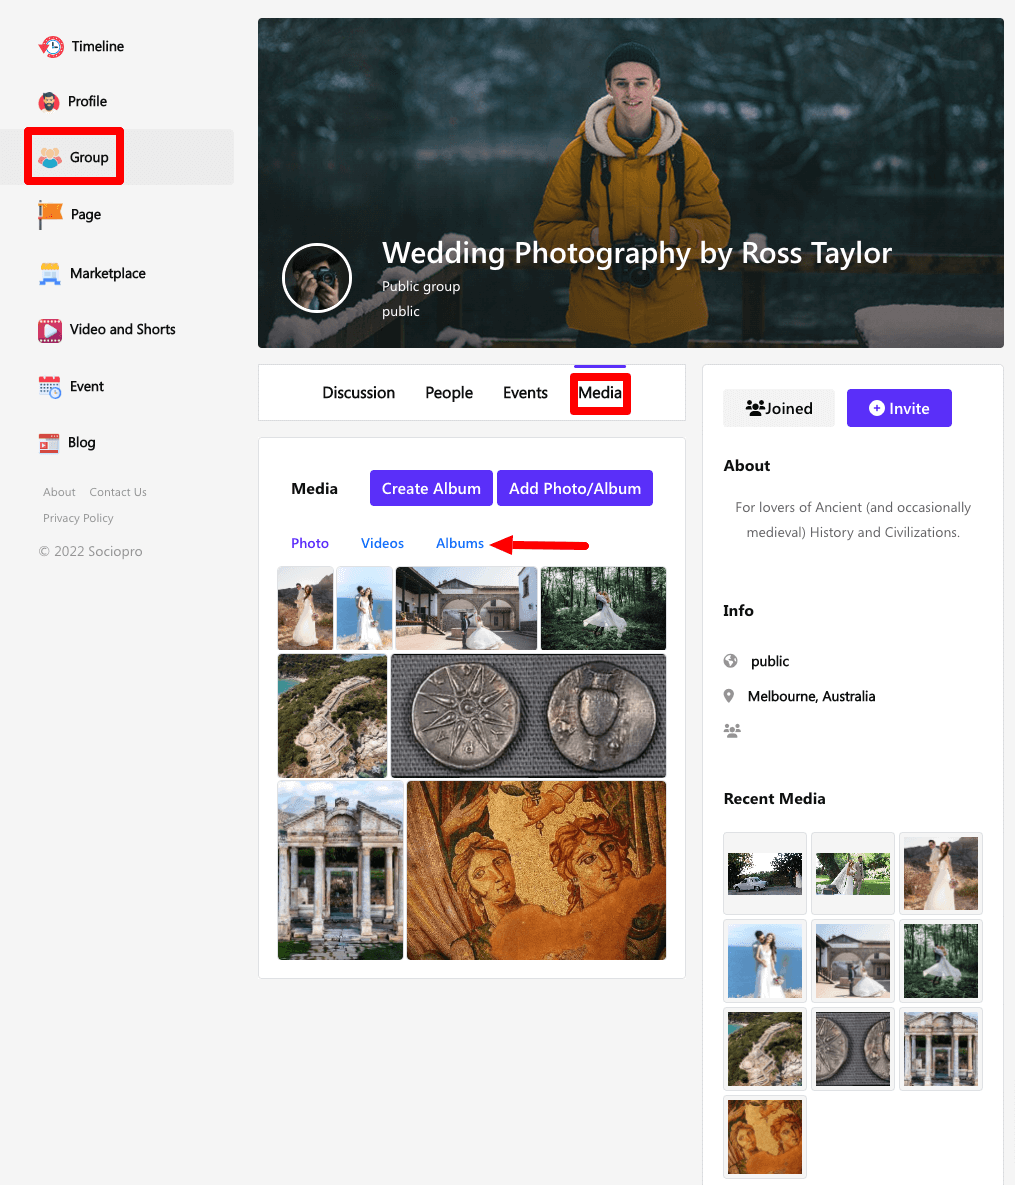 Timeline
Profile
Group
Page
Marketplace
Video and Shorts
Event
Blog
About Contact Us
Privacy Policy
© 2022 Sociopro
Wedding Photography by Ross Taylor
Public group
public
Discussion People Events Media
Media Create Album Add Photo/Album
Photo Videos Albums
Joined Invite
About
For lovers of Ancient (and occasionally
medieval) History and Civilizations.
Info
public
Melbourne, Australia
Recent Media